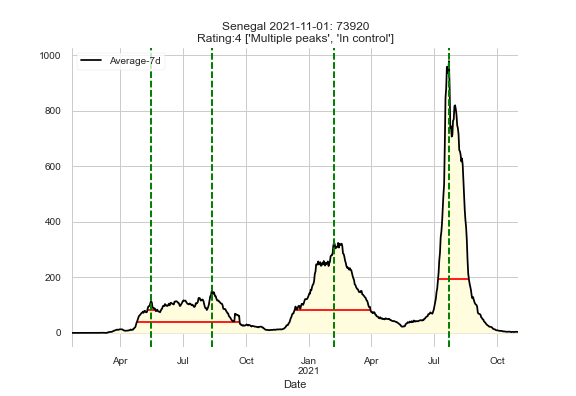 Senegal 2021-11-01: 73920
Rating:4 ['Multiple peaks', 'In control']
Average-7d
1000
800
600
400
200
0
Apr Jul Oct Jan Apr Jul Oct
2021
Date